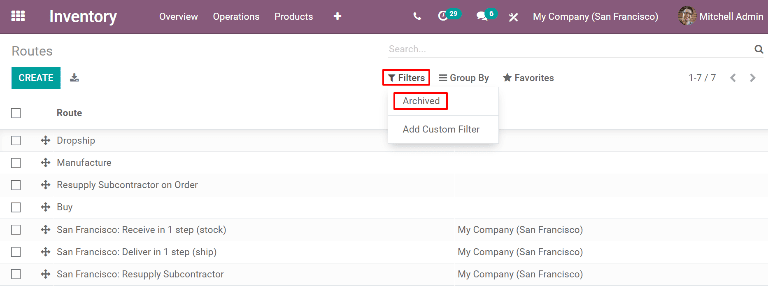 Inventory Overview Operations Products 29 6 My Company (San Francisco) Mitchell Admin
Routes Search...
CREATE Filters Group By Favorites 1-7 / 7
Archived
Route
Add Custom Filter
Dropship
Manufacture
Resupply Subcontractor on Order
Buy
San Francisco: Receive in 1 step (stock) My Company (San Francisco)
San Francisco: Deliver in 1 step (ship) My Company (San Francisco)
San Francisco: Resupply Subcontractor My Company (San Francisco)